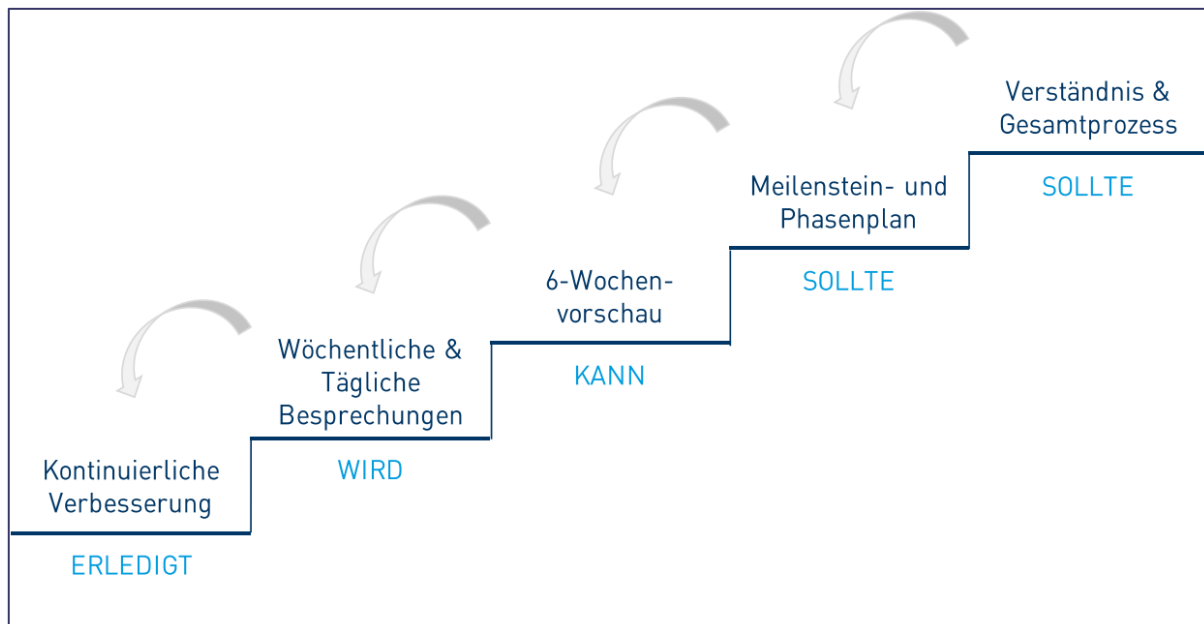 Verständnis &
Gesamtprozess
SOLLTE
Meilenstein- und
Phasenplan
SOLLTE
6-Wochen-
vorschau
KANN
Wöchentliche &
Tägliche
Besprechungen
WIRD
Kontinuierliche
Verbesserung
ERLEDIGT